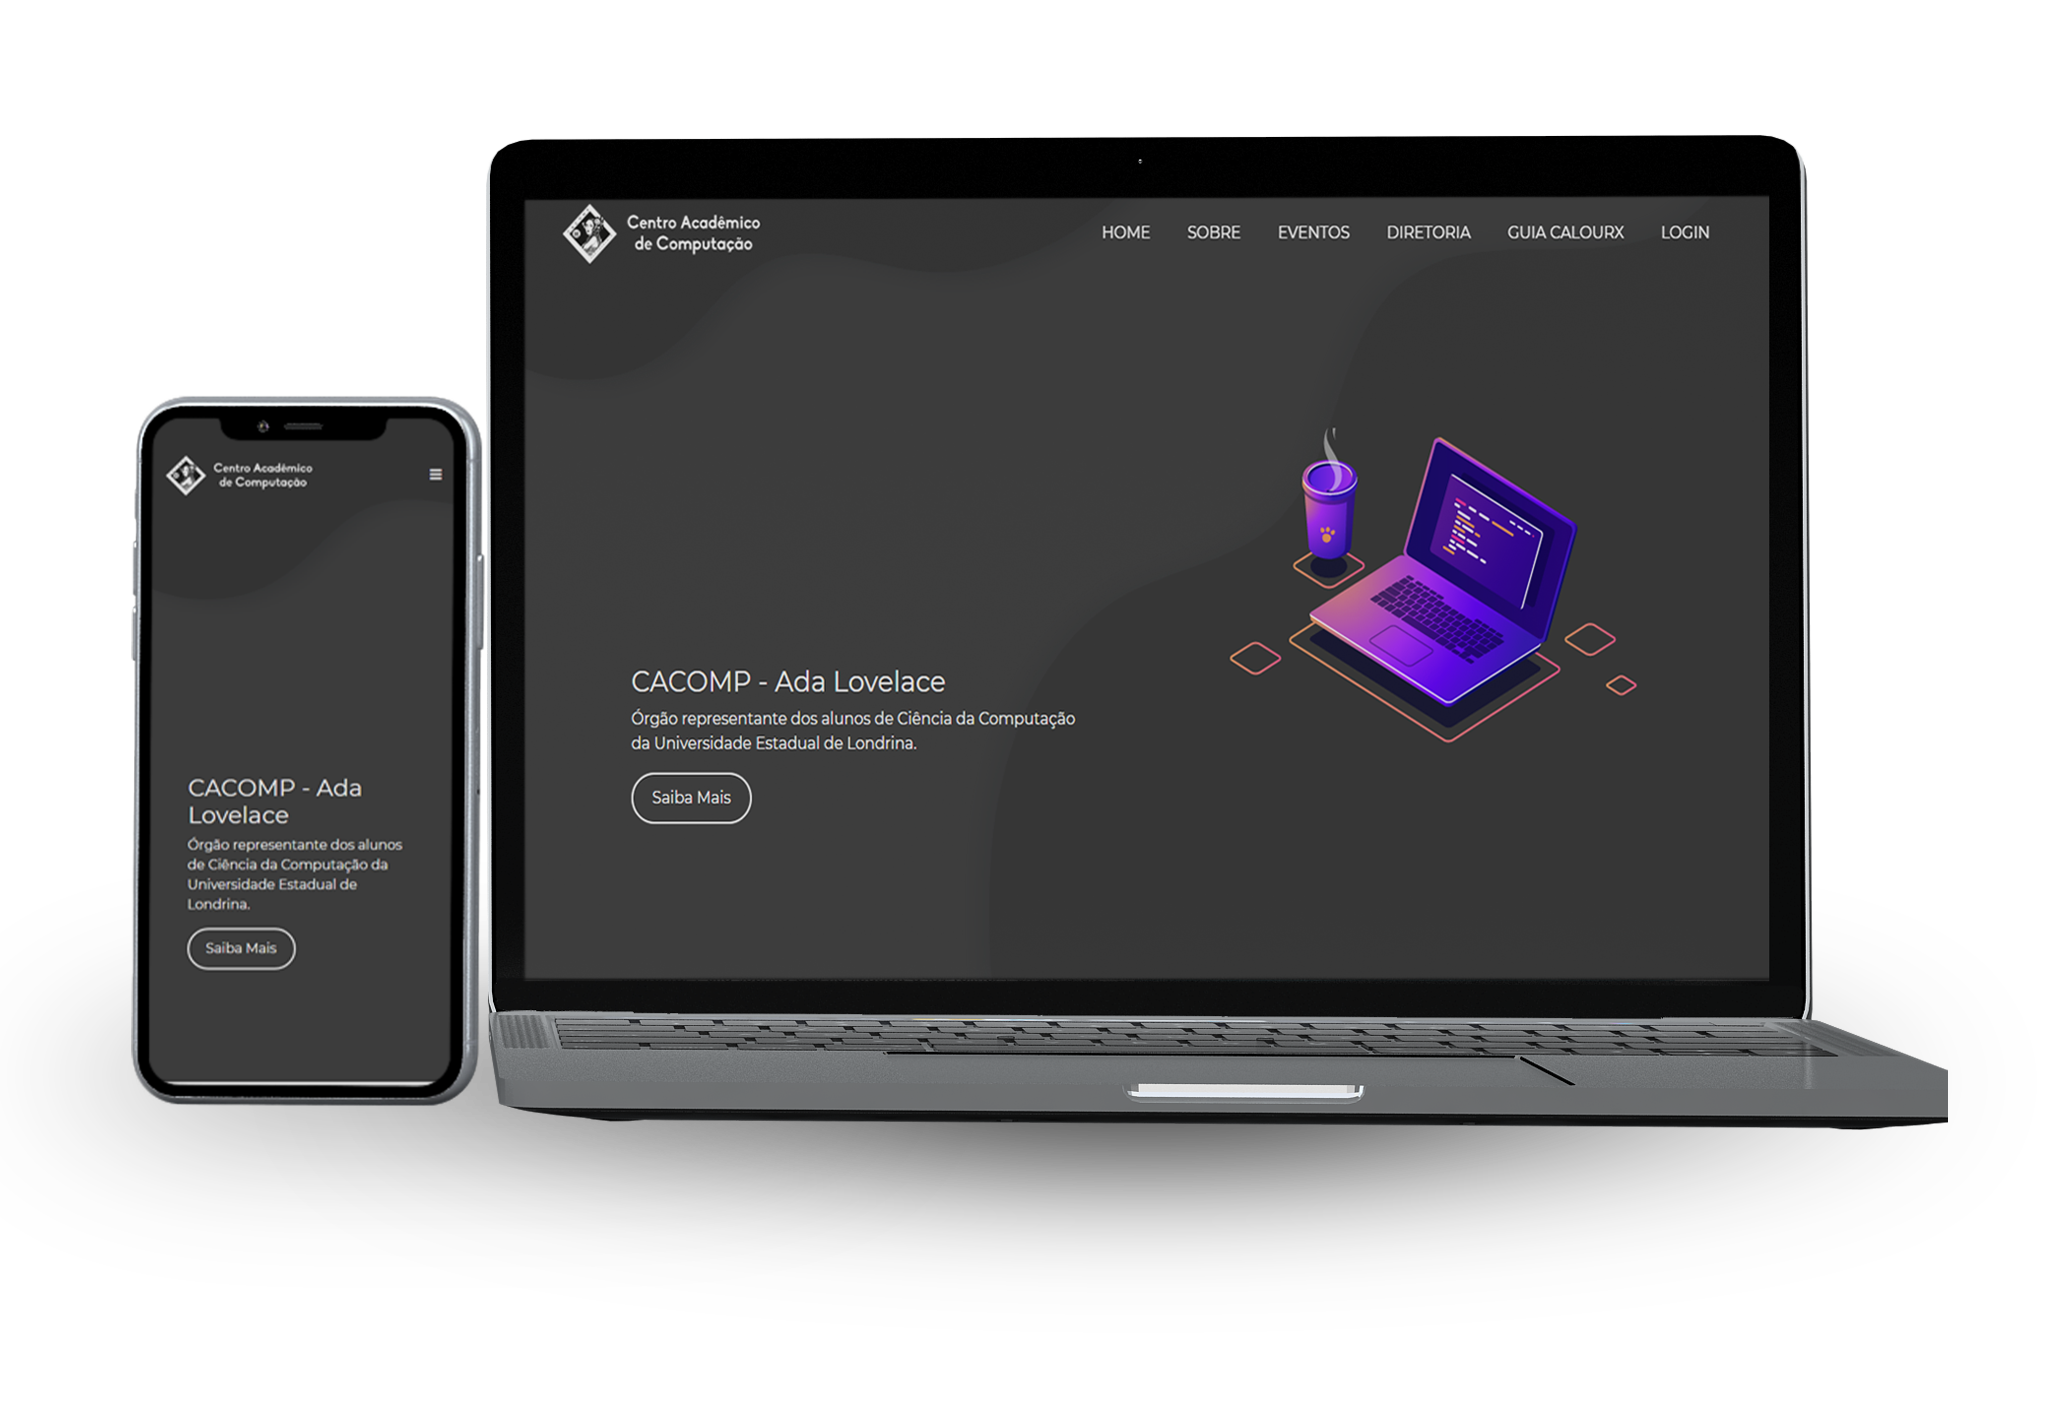 Centro Acadêmico
de Computação
HOME SOBRE EVENTOS DIRETORIA GUIA CALOURX LOGIN
CACOMP - Ada Lovelace
Órgão representante dos alunos de Ciência da Computação
da Universidade Estadual de Londrina.
Saiba Mais
Centro Acadêmico
de Computação
CACOMP - Ada
Lovelace
Órgão representante dos alunos
de Ciência da Computação da
Universidade Estadual de
Londrina.
Saiba Mais